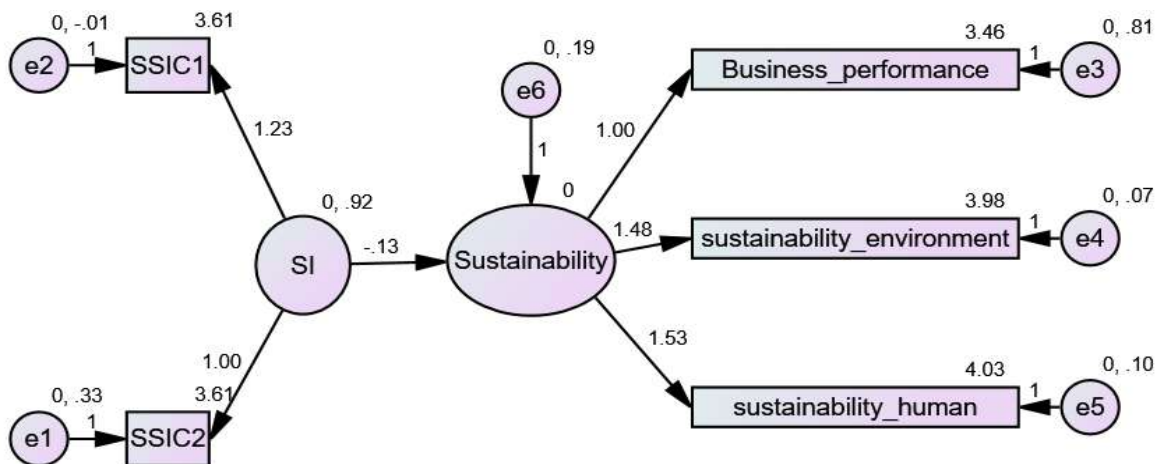 0, -.01
3.61
e2
1
SSIC1
1.23
0, .92
SI
-.13
1.00
0, .33
3.61
e1
1
SSIC2
0, .19
e6
1
0
Sustainability
1.00
3.46
0, .81
Business_performance
1
e3
1.48
3.98
0, .07
sustainability_environment
1
e4
1.53
4.03
0, .10
sustainability_human
1
e5